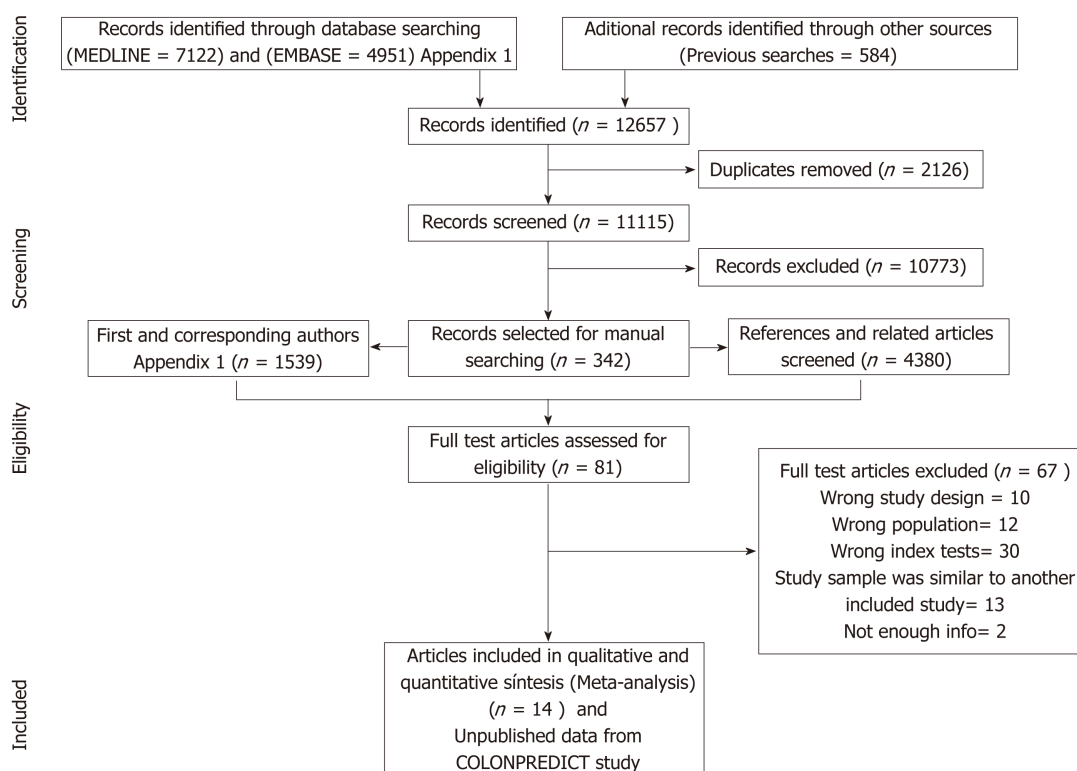 Identification
Records identified through database searching
(MEDLINE = 7122) and (EMBASE = 4951) Appendix 1
Aditional records identified through other sources
(Previous searches = 584)
Records identified (n = 12657 )
Duplicates removed (n = 2126)
Screening
Records screened (n = 11115)
Records excluded (n = 10773)
First and corresponding authors
Appendix 1 (n = 1539)
Records selected for manual
searching (n = 342)
References and related articles
screened (n = 4380)
Eligibility
Full test articles assessed for
eligibility (n = 81)
Full test articles excluded (n = 67 )
Wrong study design = 10
Wrong population= 12
Wrong index tests= 30
Study sample was similar to another
included study= 13
Not enough info= 2
Included
Articles included in qualitative and
quantitative síntesis (Meta-analysis)
(n = 14 ) and
Unpublished data from
COLONPREDICT study